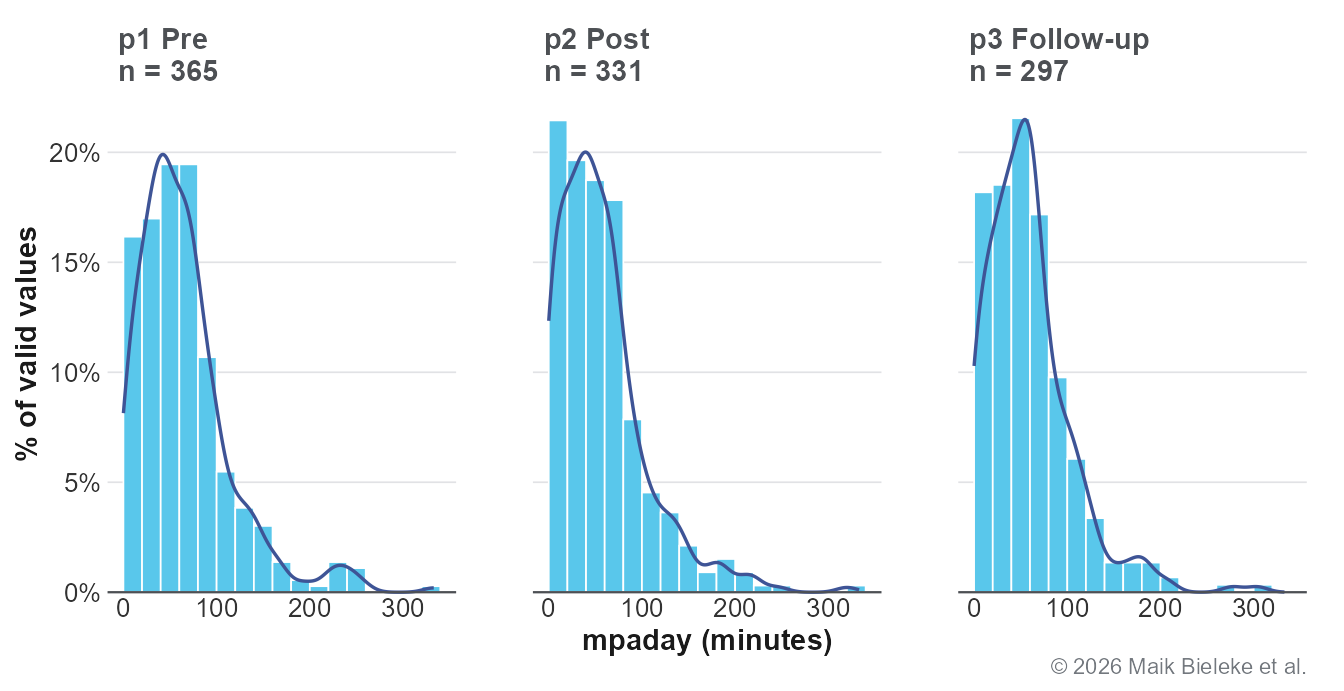 p1 Pre
n = 365
p2 Post
n = 331
p3 Follow-up
n = 297
% of valid values
20%
15%
10%
5%
0%
0 100 200 300
0 100 200 300
0 100 200 300
mpaday (minutes)
© 2026 Maik Bieleke et al.